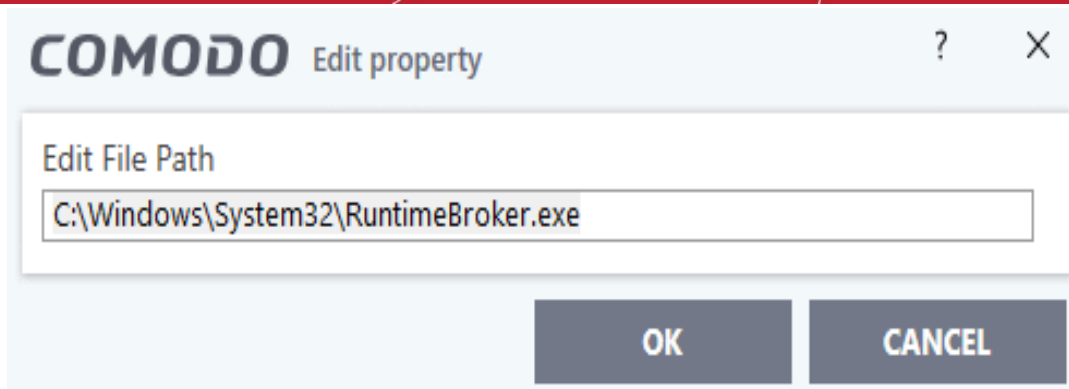 COMODO Edit property ? X
Edit File Path
C:\Windows\System32\RuntimeBroker.exe
OK CANCEL